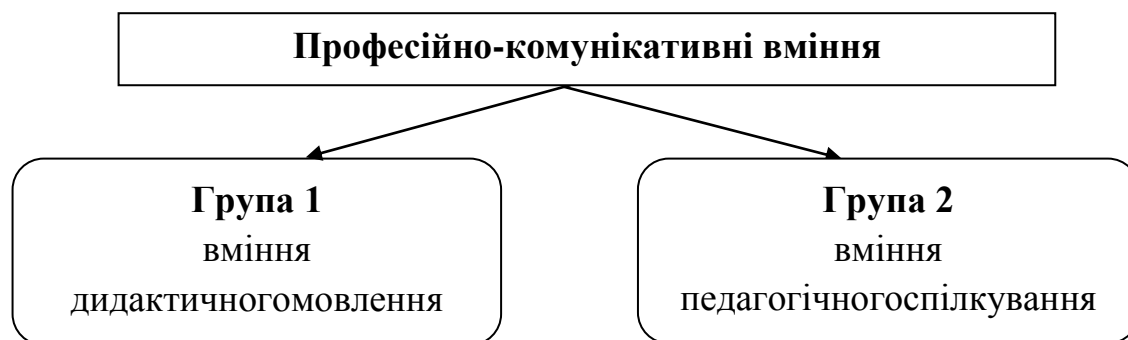 Професійно-комунікативні вміння
Група 1
вміння
дидактичногомовлення
Група 2
вміння
педагогічногоспілкування